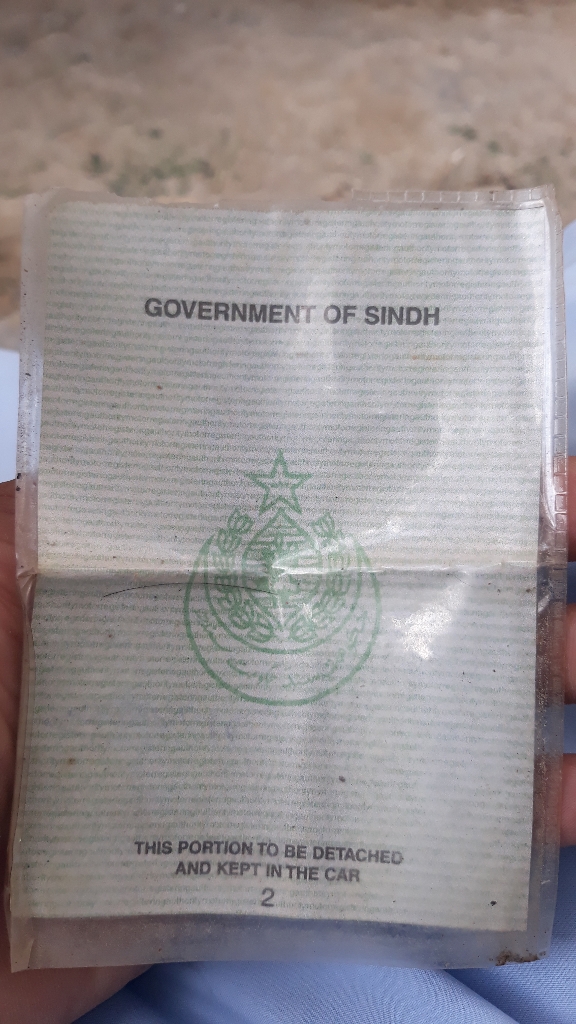 GOVERNMENT OF SINDH
THIS PORTION TO BE DETACHED
AND KEPT IN THE CAR
2